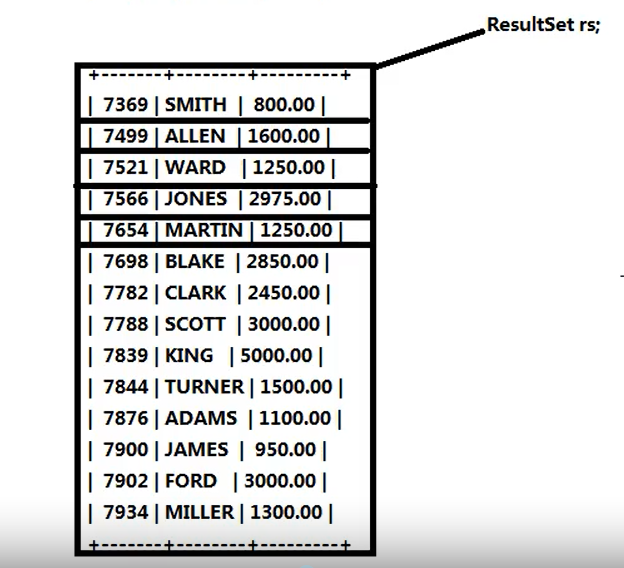 ResultSet rs;
+--------+---------+----------+
| 7369 | SMITH | 800.00 |
| 7499 | ALLEN | 1600.00 |
| 7521 | WARD | 1250.00 |
| 7566 | JONES | 2975.00 |
| 7654 | MARTIN | 1250.00 |
| 7698 | BLAKE | 2850.00 |
| 7782 | CLARK | 2450.00 |
| 7788 | SCOTT | 3000.00 |
| 7839 | KING | 5000.00 |
| 7844 | TURNER | 1500.00 |
| 7876 | ADAMS | 1100.00 |
| 7900 | JAMES | 950.00 |
| 7902 | FORD | 3000.00 |
| 7934 | MILLER | 1300.00 |
+--------+---------+----------+